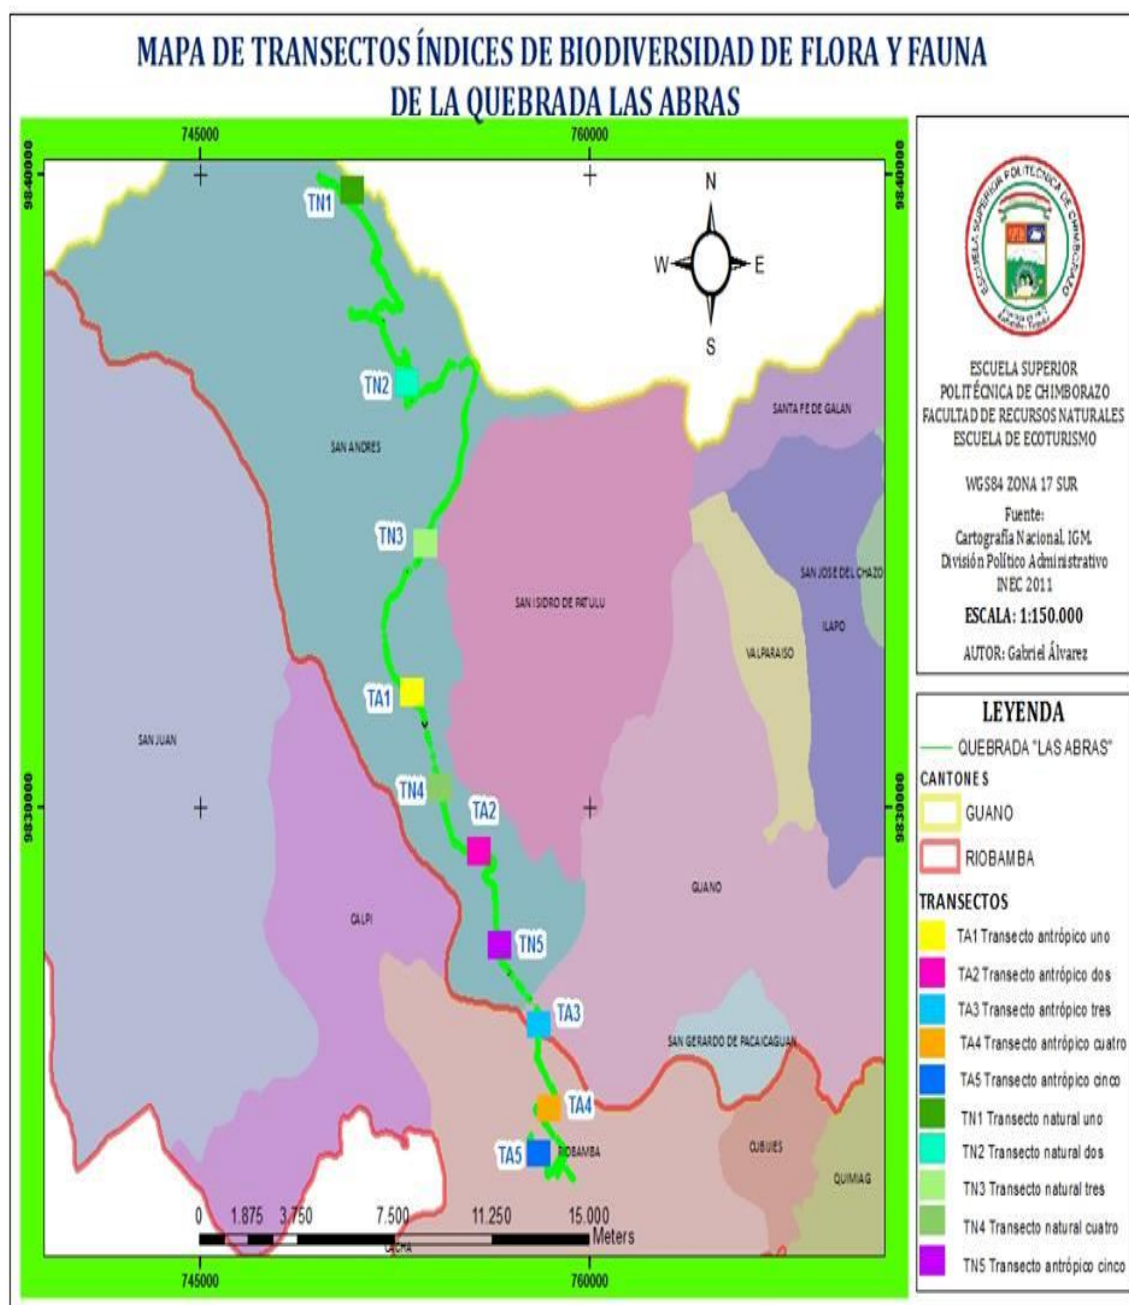 MAPA DE TRANSECTOS ÍNDICES DE BIODIVERSIDAD DE FLORA Y FAUNA
DE LA QUEBRADA LAS ABRAS
745000
760000
9840000
9840000
TN1
N
W
E
S
TN2
SANTA FE DE GALAN
SAN ANDRES
TN3
SAN JOSE DEL CHAZO
SAN ISIDRO DE PATULU
ILAPO
VALPARAISO
TA1
SAN JUAN
TN4
9830000
9830000
TA2
GUANO
CALPI
TN5
TA3
SAN GERARDO DE PACAICAGUAN
TA4
TA5
RIOBAMBA
CUBIJIES
QUIMIAG
0
1.875
3.750
7.500
11.250
15.000
Meters
745000
760000
ESCUELA SUPERIOR POLITECNICA DE CHIMBORAZO
ESCUELA SUPERIOR
POLITÉCNICA DE CHIMBORAZO
FACULTAD DE RECURSOS NATURALES
ESCUELA DE ECOTURISMO
WGS84 ZONA 17 SUR
Fuente:
Cartografía Nacional, IGM.
División Político Administrativo
INEC 2011
ESCALA: 1:150.000
AUTOR: Gabriel Álvarez
LEYENDA
QUEBRADA "LAS ABRAS"
CANTONES
GUANO
RIOBAMBA
TRANSECTOS
TA1 Transecto antrópico uno
TA2 Transecto antrópico dos
TA3 Transecto antrópico tres
TA4 Transecto antrópico cuatro
TA5 Transecto antrópico cinco
TN1 Transecto natural uno
TN2 Transecto natural dos
TN3 Transecto natural tres
TN4 Transecto natural cuatro
TN5 Transecto antrópico cinco